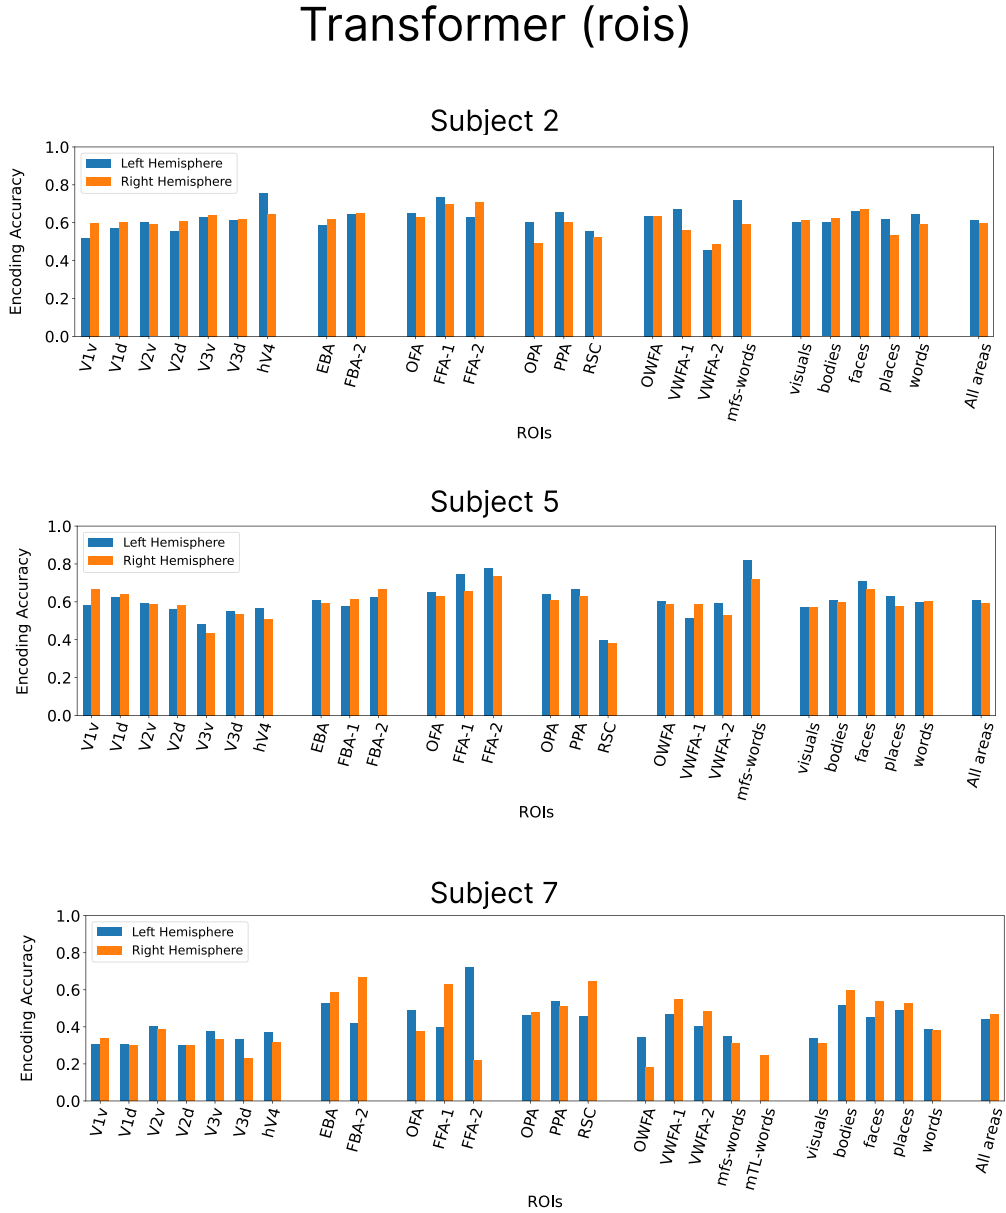 Transformer (rois)
Subject 2
1.0
0.8
0.6
0.4
0.2
0.0
Encoding Accuracy
Left Hemisphere
Right Hemisphere
V1v V1d V2v V2d V3v V3d hV4 EBA FBA-2 OFA FFA-1 FFA-2 OPA PPA RSC OWFA VWFA-1 VWFA-2 mfs-words visuals bodies faces places words All areas
ROIs
Subject 5
1.0
0.8
0.6
0.4
0.2
0.0
Encoding Accuracy
Left Hemisphere
Right Hemisphere
V1v V1d V2v V2d V3v V3d hV4 EBA FBA-1 FBA-2 OFA FFA-1 FFA-2 OPA PPA RSC OWFA VWFA-1 VWFA-2 mfs-words visuals bodies faces places words All areas
ROIs
Subject 7
1.0
0.8
0.6
0.4
0.2
0.0
Encoding Accuracy
Left Hemisphere
Right Hemisphere
V1v V1d V2v V2d V3v V3d hV4 EBA FBA-2 OFA FFA-1 FFA-2 OPA PPA RSC OWFA VWFA-1 VWFA-2 mfs-words mTL-words visuals bodies faces places words All areas
ROIs